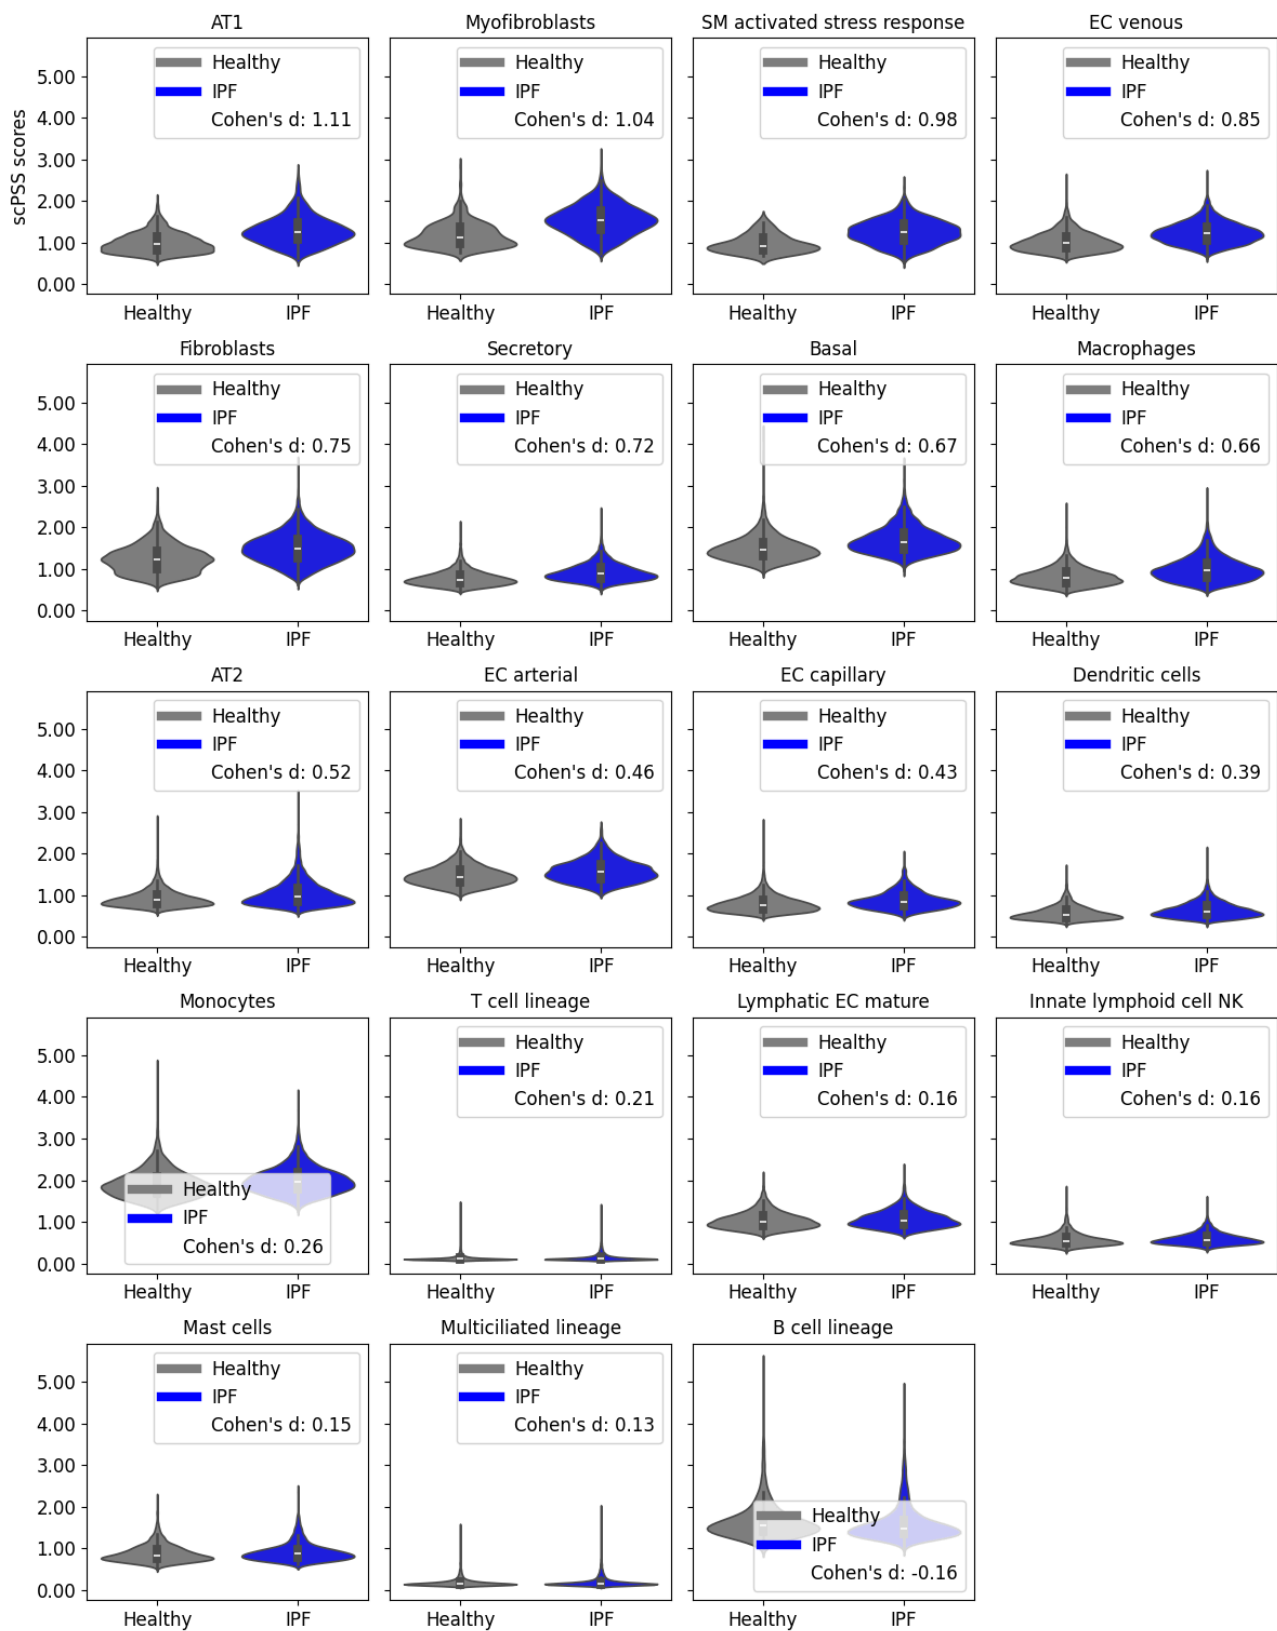 AT1
Myofibroblasts
SM activated stress response
EC venous
scPSS scores
5.00
4.00
3.00
2.00
1.00
0.00
Healthy
IPF
Cohen's d: 1.11
Healthy
IPF
Cohen's d: 1.04
Healthy
IPF
Cohen's d: 0.98
Healthy
IPF
Cohen's d: 0.85
Healthy IPF
Healthy IPF
Healthy IPF
Healthy IPF
Fibroblasts
Secretory
Basal
Macrophages
5.00
4.00
3.00
2.00
1.00
0.00
Healthy
IPF
Cohen's d: 0.75
Healthy
IPF
Cohen's d: 0.72
Healthy
IPF
Cohen's d: 0.67
Healthy
IPF
Cohen's d: 0.66
Healthy IPF
Healthy IPF
Healthy IPF
Healthy IPF
AT2
EC arterial
EC capillary
Dendritic cells
5.00
4.00
3.00
2.00
1.00
0.00
Healthy
IPF
Cohen's d: 0.52
Healthy
IPF
Cohen's d: 0.46
Healthy
IPF
Cohen's d: 0.43
Healthy
IPF
Cohen's d: 0.39
Healthy IPF
Healthy IPF
Healthy IPF
Healthy IPF
Monocytes
T cell lineage
Lymphatic EC mature
Innate lymphoid cell NK
5.00
4.00
3.00
2.00
1.00
0.00
Healthy
IPF
Cohen's d: 0.26
Healthy
IPF
Cohen's d: 0.21
Healthy
IPF
Cohen's d: 0.16
Healthy
IPF
Cohen's d: 0.16
Healthy IPF
Healthy IPF
Healthy IPF
Healthy IPF
Mast cells
Multiciliated lineage
B cell lineage
5.00
4.00
3.00
2.00
1.00
0.00
Healthy
IPF
Cohen's d: 0.15
Healthy
IPF
Cohen's d: 0.13
Healthy
IPF
Cohen's d: -0.16
Healthy IPF
Healthy IPF
Healthy IPF